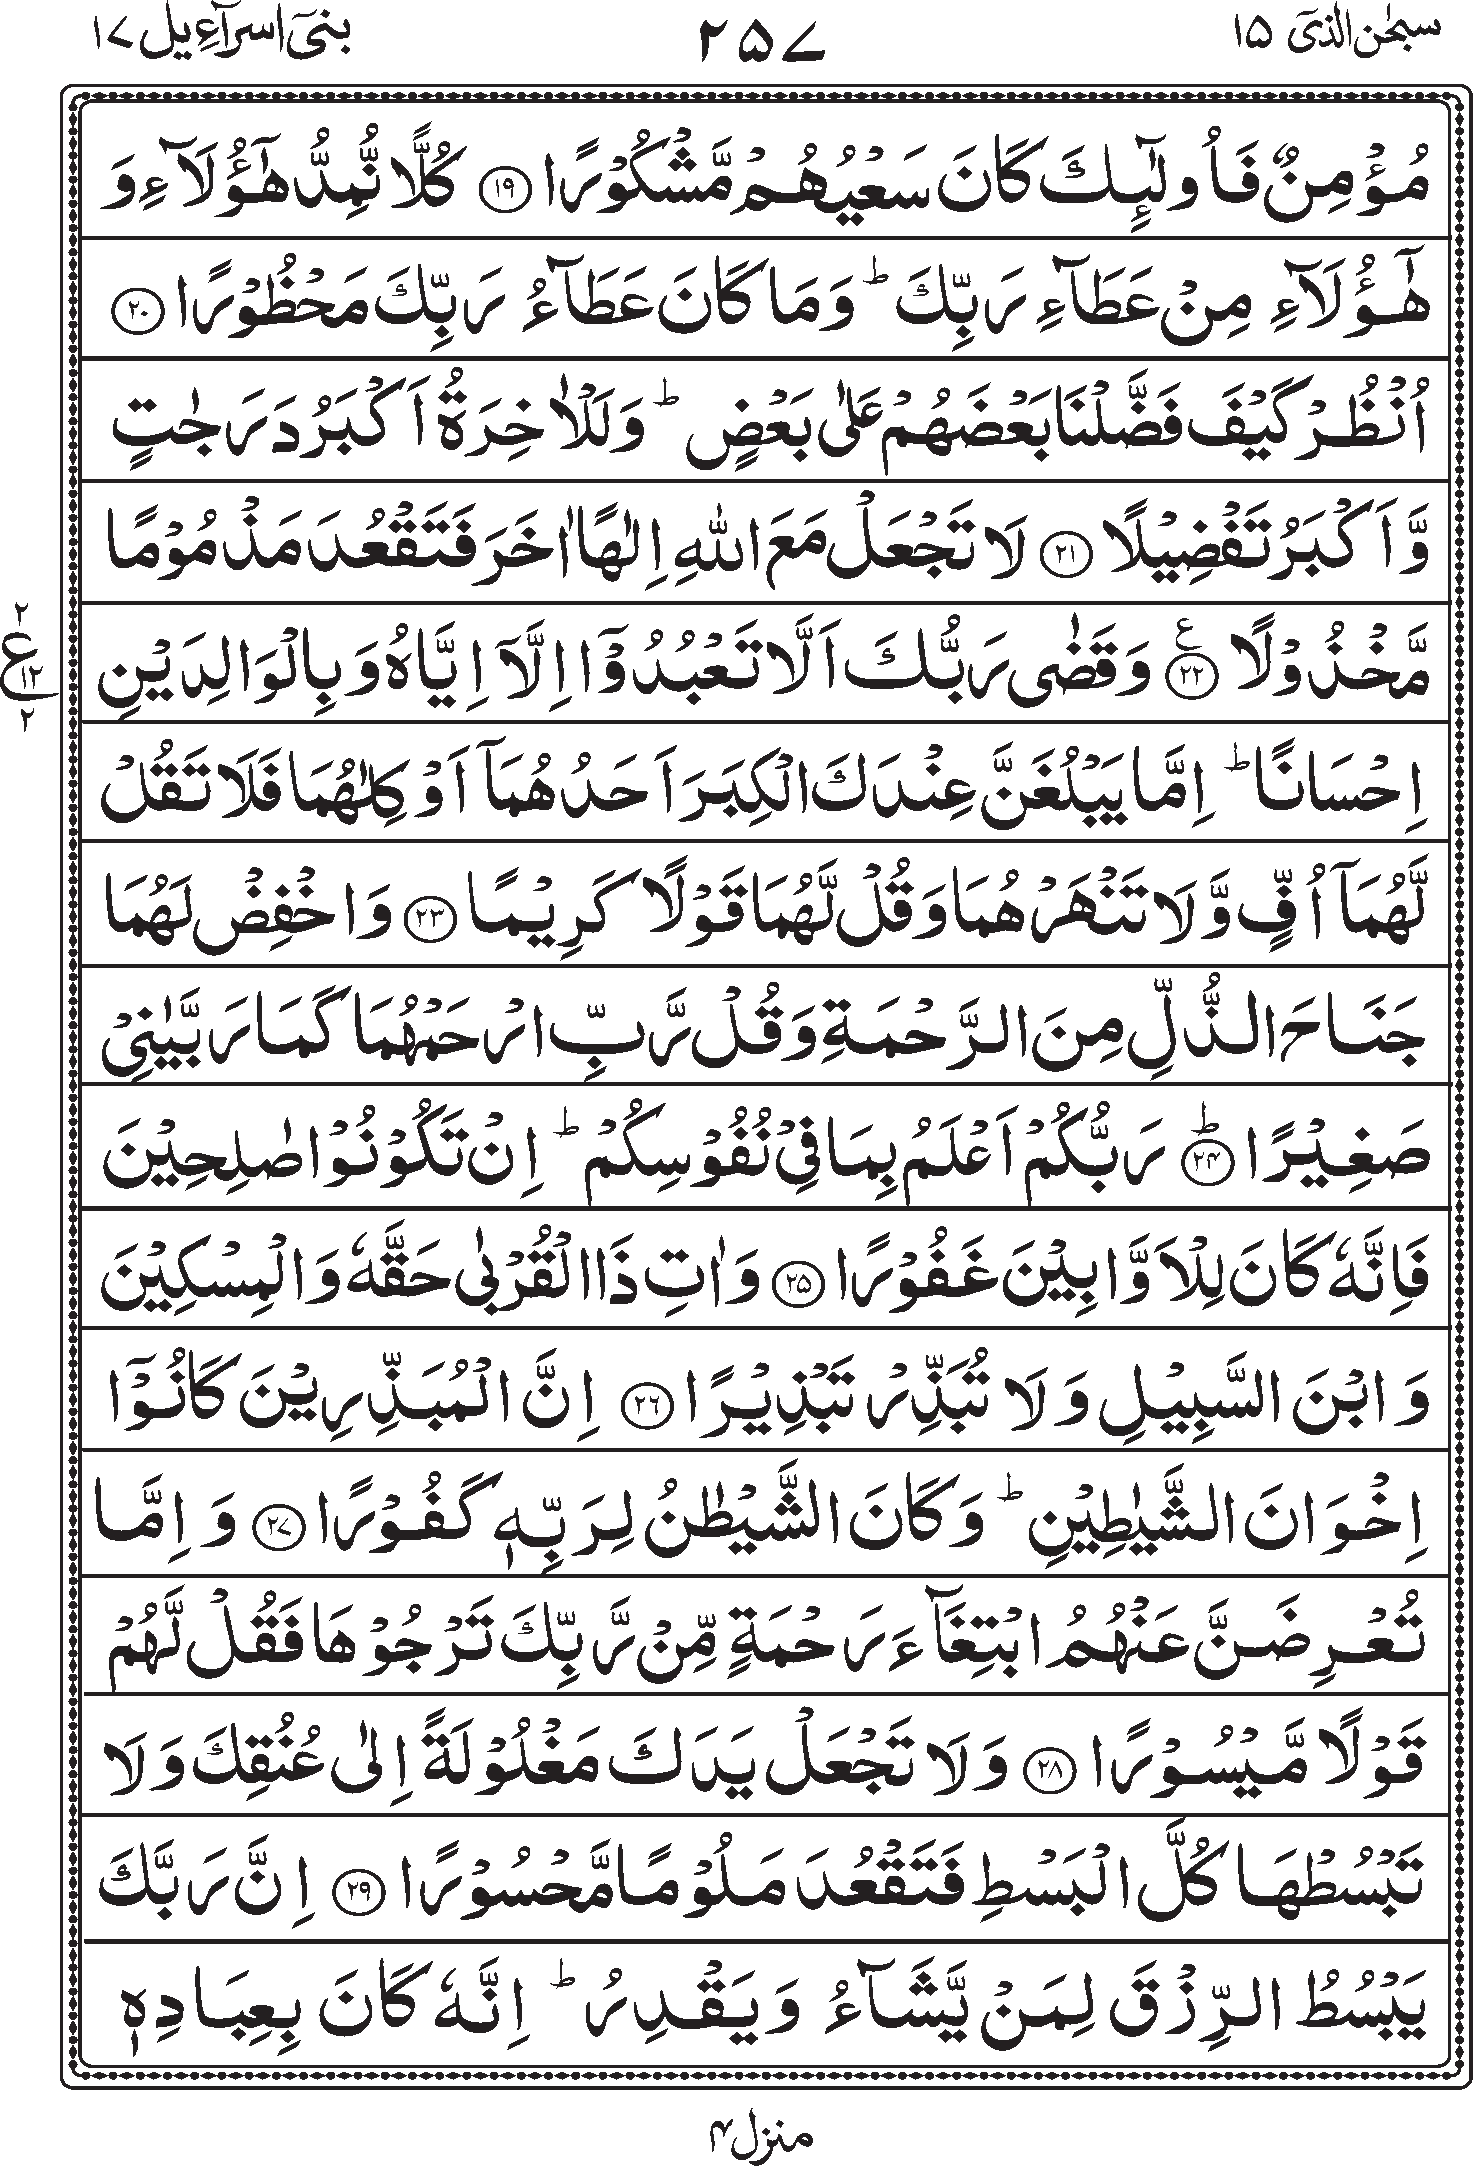 سبحٰن الذیٓ ۱۵ ۲۵۷ بنیٓ اسرآءیل ۱۷
مُؤْمِنٌ فَاُولٰٓئِكَ كَانَ سَعْيُهُمْ مَّشْكُوْرًا ۝۱۹ كُلًّا نُّمِدُّ هٰٓؤُلَآءِ وَ
هٰٓؤُلَآءِ مِنْ عَطَآءِ رَبِّكَ ؕ وَمَا كَانَ عَطَآءُ رَبِّكَ مَحْظُوْرًا ۝۲۰
اُنْظُرْ كَيْفَ فَضَّلْنَا بَعْضَهُمْ عَلٰى بَعْضٍ ؕ وَلَلْاٰخِرَةُ اَكْبَرُ دَرَجٰتٍ
وَّاَكْبَرُ تَفْضِيْلًا ۝۲۱ لَا تَجْعَلْ مَعَ اللّٰهِ اِلٰهًا اٰخَرَ فَتَقْعُدَ مَذْمُوْمًا
مَّخْذُوْلًا ۝۲۲ع وَقَضٰى رَبُّكَ اَلَّا تَعْبُدُوْٓا اِلَّآ اِيَّاهُ وَبِالْوَالِدَيْنِ
۲ ع ۱۲ ۲
اِحْسَانًا ؕ اِمَّا يَبْلُغَنَّ عِنْدَكَ الْكِبَرَ اَحَدُهُمَآ اَوْ كِلٰهُمَا فَلَا تَقُلْ
لَّهُمَآ اُفٍّ وَّلَا تَنْهَرْهُمَا وَقُلْ لَّهُمَا قَوْلًا كَرِيْمًا ۝۲۳ وَاخْفِضْ لَهُمَا
جَنَاحَ الذُّلِّ مِنَ الرَّحْمَةِ وَقُلْ رَّبِّ ارْحَمْهُمَا كَمَا رَبَّيٰنِيْ
صَغِيْرًا ؕ۝۲۴ رَبُّكُمْ اَعْلَمُ بِمَا فِيْ نُفُوْسِكُمْ ؕ اِنْ تَكُوْنُوْا صٰلِحِيْنَ
فَاِنَّهٗ كَانَ لِلْاَوَّابِيْنَ غَفُوْرًا ۝۲۵ وَاٰتِ ذَا الْقُرْبٰى حَقَّهٗ وَالْمِسْكِيْنَ
وَابْنَ السَّبِيْلِ وَلَا تُبَذِّرْ تَبْذِيْرًا ۝۲۶ اِنَّ الْمُبَذِّرِيْنَ كَانُوْٓا
اِخْوَانَ الشَّيٰطِيْنِ ؕ وَكَانَ الشَّيْطٰنُ لِرَبِّهٖ كَفُوْرًا ۝۲۷ وَاِمَّا
تُعْرِضَنَّ عَنْهُمُ ابْتِغَآءَ رَحْمَةٍ مِّنْ رَّبِّكَ تَرْجُوْهَا فَقُلْ لَّهُمْ
قَوْلًا مَّيْسُوْرًا ۝۲۸ وَلَا تَجْعَلْ يَدَكَ مَغْلُوْلَةً اِلٰى عُنُقِكَ وَلَا
تَبْسُطْهَا كُلَّ الْبَسْطِ فَتَقْعُدَ مَلُوْمًا مَّحْسُوْرًا ۝۲۹ اِنَّ رَبَّكَ
يَبْسُطُ الرِّزْقَ لِمَنْ يَّشَآءُ وَيَقْدِرُ ؕ اِنَّهٗ كَانَ بِعِبَادِهٖ
منزل ۴